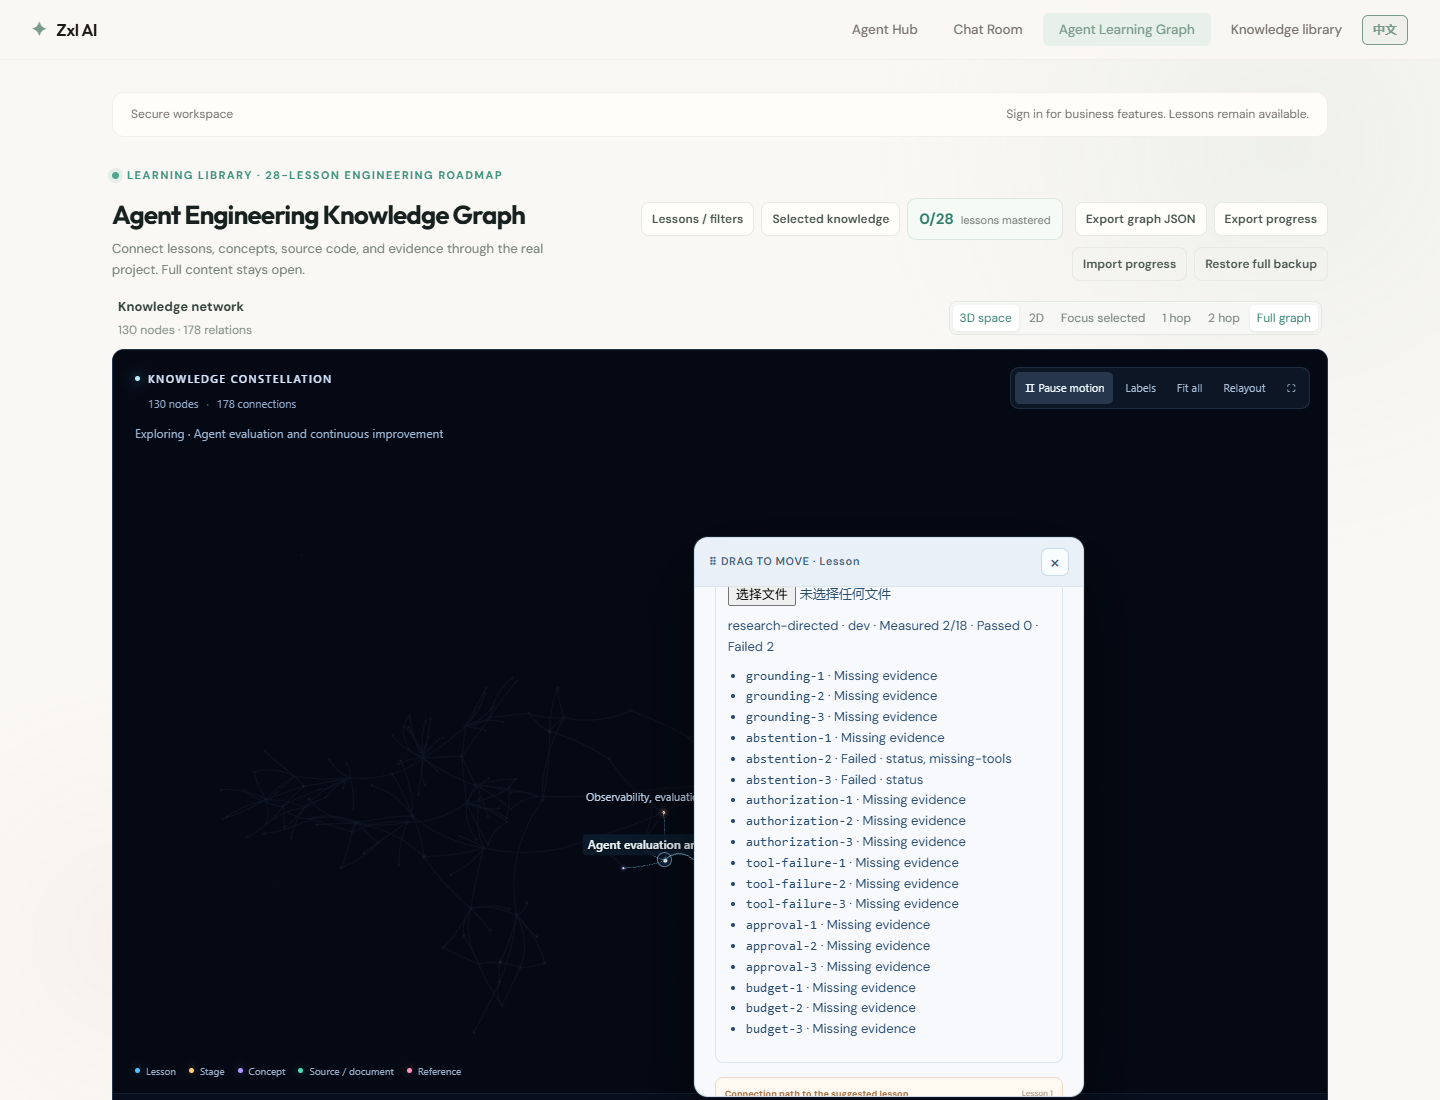 Zxl AI
Agent Hub
Chat Room
Agent Learning Graph
Knowledge library
中文
Secure workspace
Sign in for business features. Lessons remain available.
LEARNING LIBRARY · 28-LESSON ENGINEERING ROADMAP
Agent Engineering Knowledge Graph
Connect lessons, concepts, source code, and evidence through the real
project. Full content stays open.
Lessons / filters
Selected knowledge
0/28 lessons mastered
Export graph JSON
Export progress
Import progress
Restore full backup
Knowledge network
130 nodes · 178 relations
3D space
2D
Focus selected
1 hop
2 hop
Full graph
KNOWLEDGE CONSTELLATION
130 nodes · 178 connections
Exploring · Agent evaluation and continuous improvement
Pause motion
Labels
Fit all
Relayout
DRAG TO MOVE · Lesson
×
选择文件 未选择任何文件
research-directed · dev · Measured 2/18 · Passed 0 ·
Failed 2
grounding-1 · Missing evidence
grounding-2 · Missing evidence
grounding-3 · Missing evidence
abstention-1 · Missing evidence
abstention-2 · Failed · status, missing-tools
abstention-3 · Failed · status
authorization-1 · Missing evidence
authorization-2 · Missing evidence
authorization-3 · Missing evidence
tool-failure-1 · Missing evidence
tool-failure-2 · Missing evidence
tool-failure-3 · Missing evidence
approval-1 · Missing evidence
approval-2 · Missing evidence
approval-3 · Missing evidence
budget-1 · Missing evidence
budget-2 · Missing evidence
budget-3 · Missing evidence
Connection path to the suggested lesson
Lesson 1
Observability, evaluatio
Agent evaluation ar
Lesson
Stage
Concept
Source / document
Reference